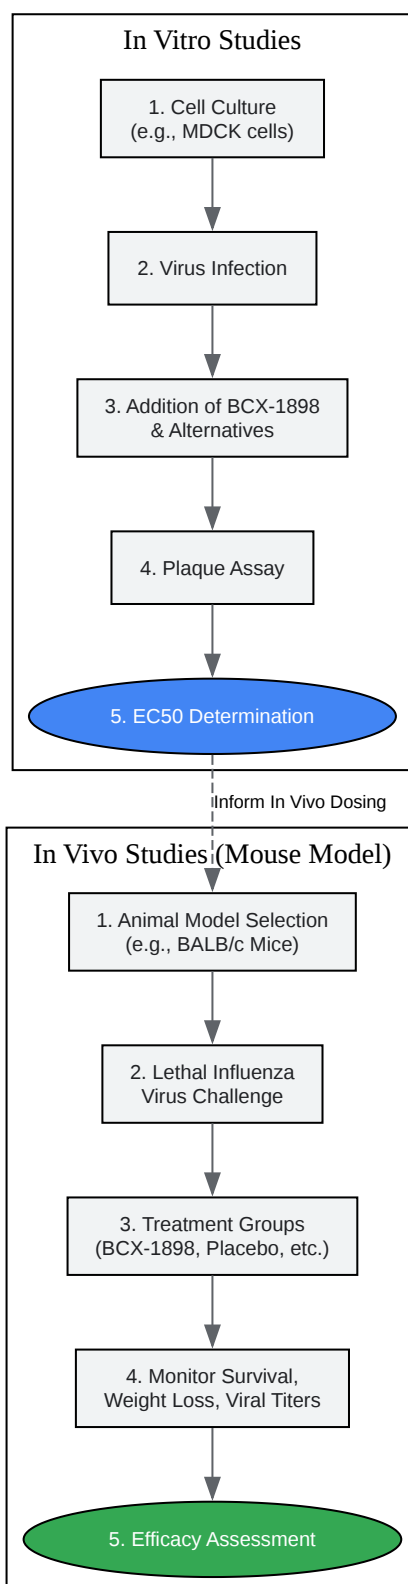 In Vitro Studies
1. Cell Culture
(e.g., MDCK cells)
2. Virus Infection
3. Addition of BCX-1898
& Alternatives
4. Plaque Assay
5. EC50 Determination
Inform In Vivo Dosing
In Vivo Studies (Mouse Model)
1. Animal Model Selection
(e.g., BALB/c Mice)
2. Lethal Influenza
Virus Challenge
3. Treatment Groups
(BCX-1898, Placebo, etc.)
4. Monitor Survival,
Weight Loss, Viral Titers
5. Efficacy Assessment